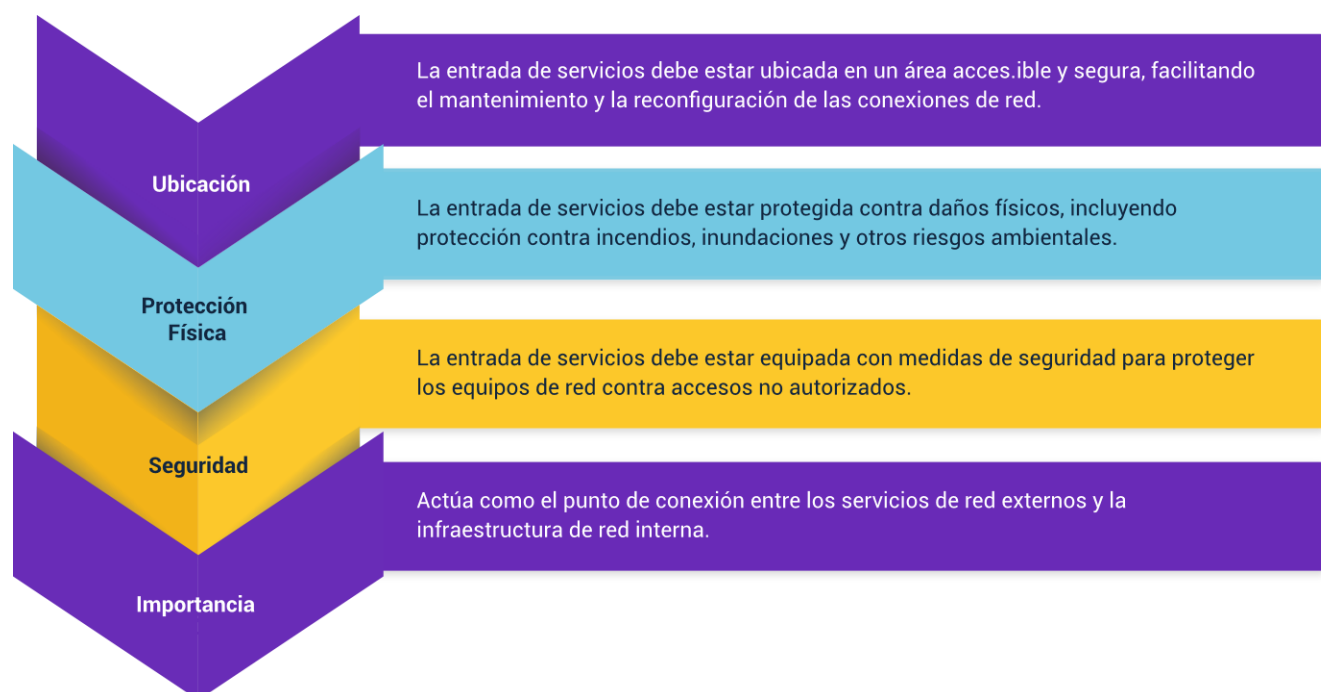 La entrada de servicios debe estar ubicada en un área acces.ible y segura, facilitando
el mantenimiento y la reconfiguración de las conexiones de red.
Ubicación
La entrada de servicios debe estar protegida contra daños físicos, incluyendo
protección contra incendios, inundaciones y otros riesgos ambientales.
Protección
Física
La entrada de servicios debe estar equipada con medidas de seguridad para proteger
los equipos de red contra accesos no autorizados.
Seguridad
Actúa como el punto de conexión entre los servicios de red externos y la
infraestructura de red interna.
Importancia